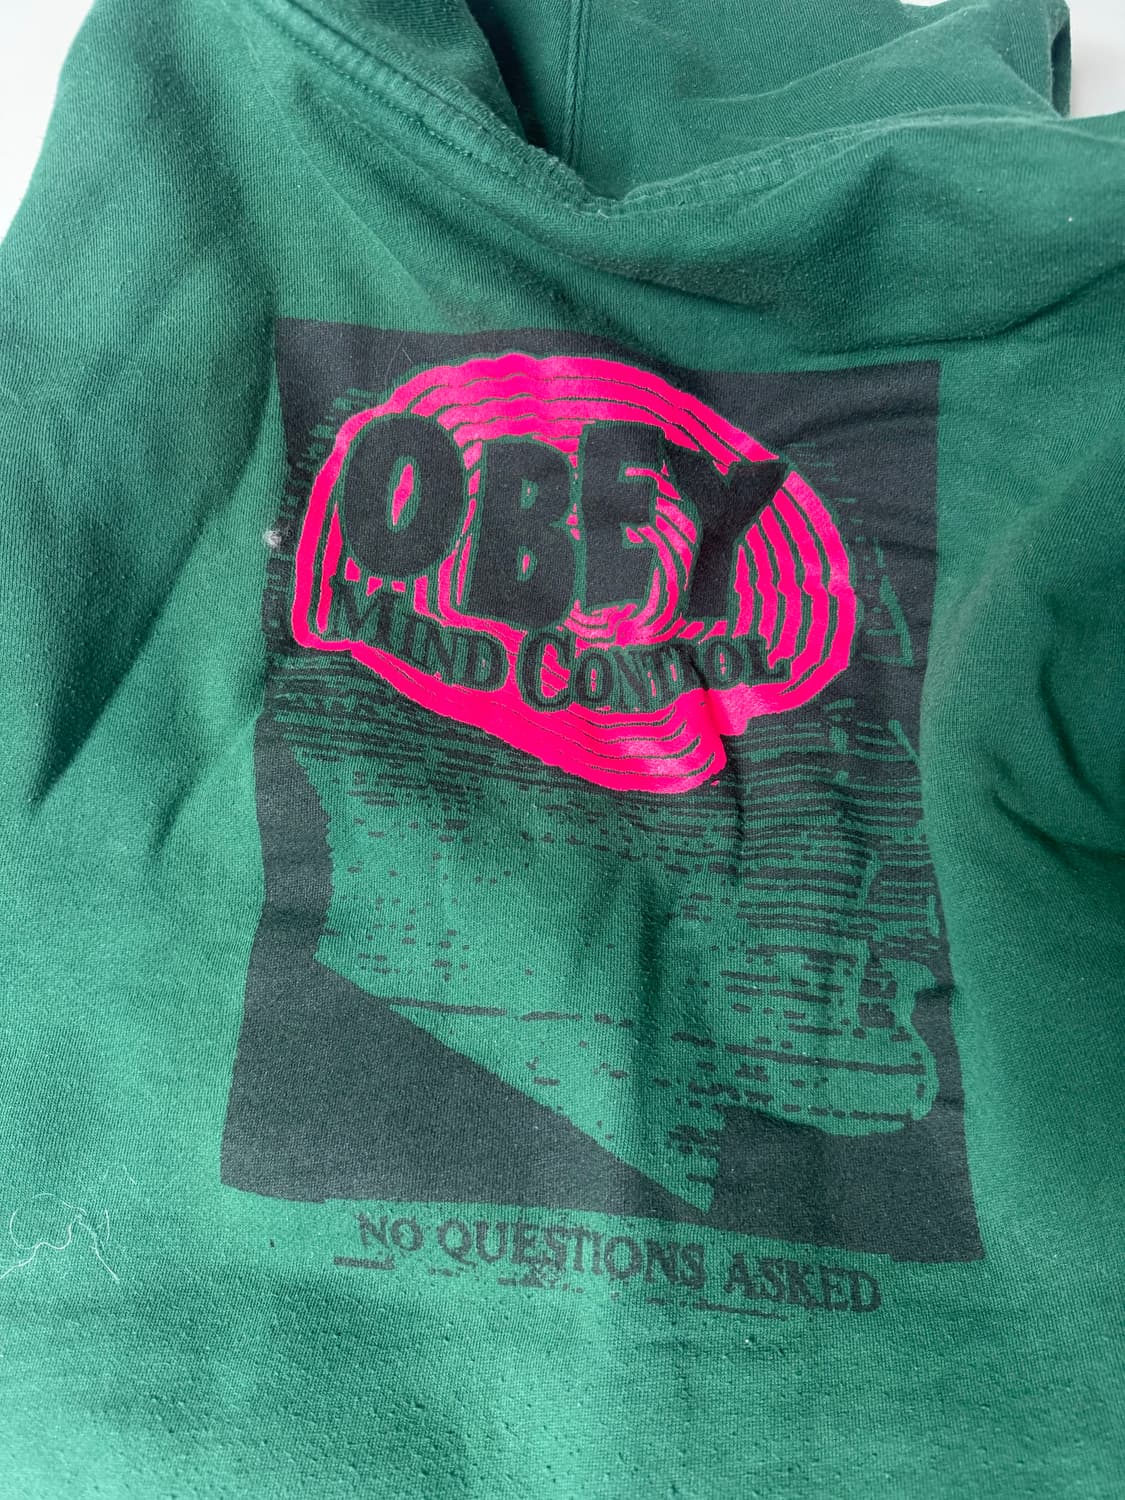 OBEY
MIND CONTROL
NO QUESTIONS ASKED